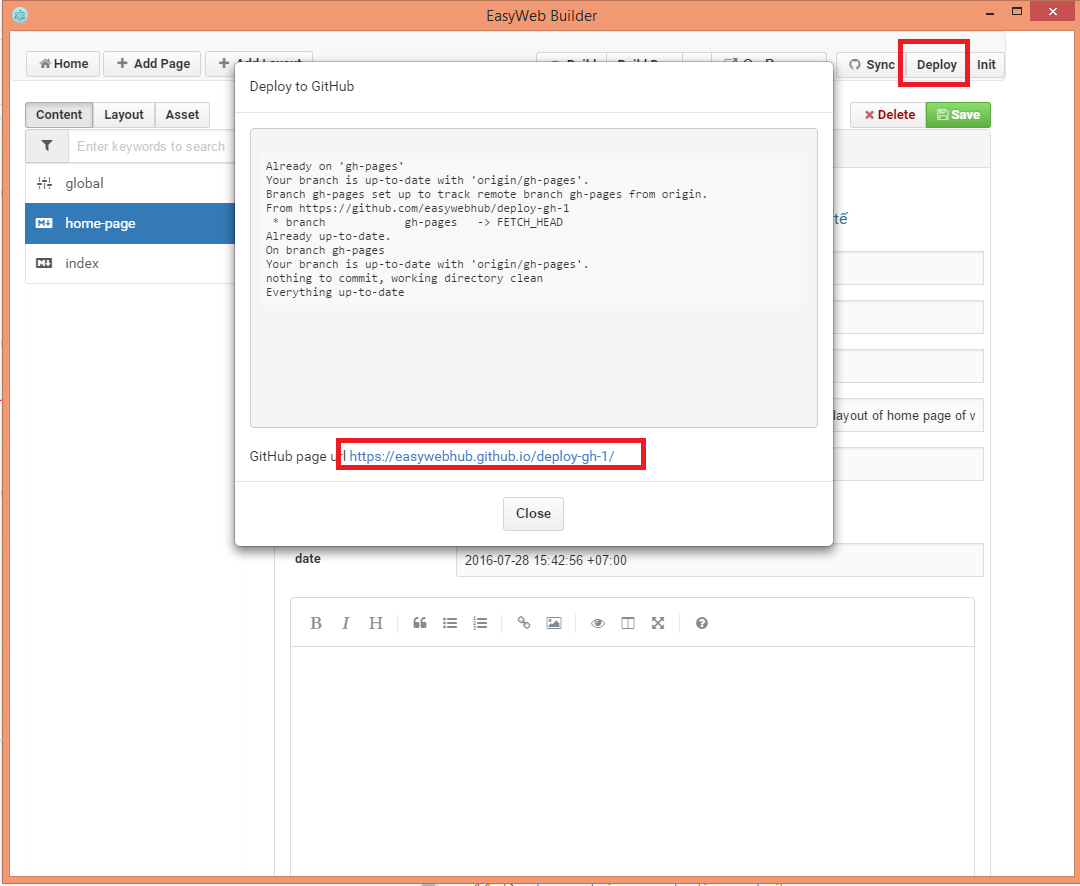 EasyWeb Builder
Home Add Page
Sync Deploy Init
Deploy to GitHub
Content Layout Asset
Delete Save
Enter keywords to search
Already on 'gh-pages'
Your branch is up-to-date with 'origin/gh-pages'.
Branch gh-pages set up to track remote branch gh-pages from origin.
From https://github.com/easywebhub/deploy-gh-1
* branch gh-pages -> FETCH_HEAD
Already up-to-date.
On branch gh-pages
Your branch is up-to-date with 'origin/gh-pages'.
nothing to commit, working directory clean
Everything up-to-date
global
home-page
index
tế
layout of home page of w
GitHub page url https://easywebhub.github.io/deploy-gh-1/
Close
date 2016-07-28 15:42:56 +07:00
B I H